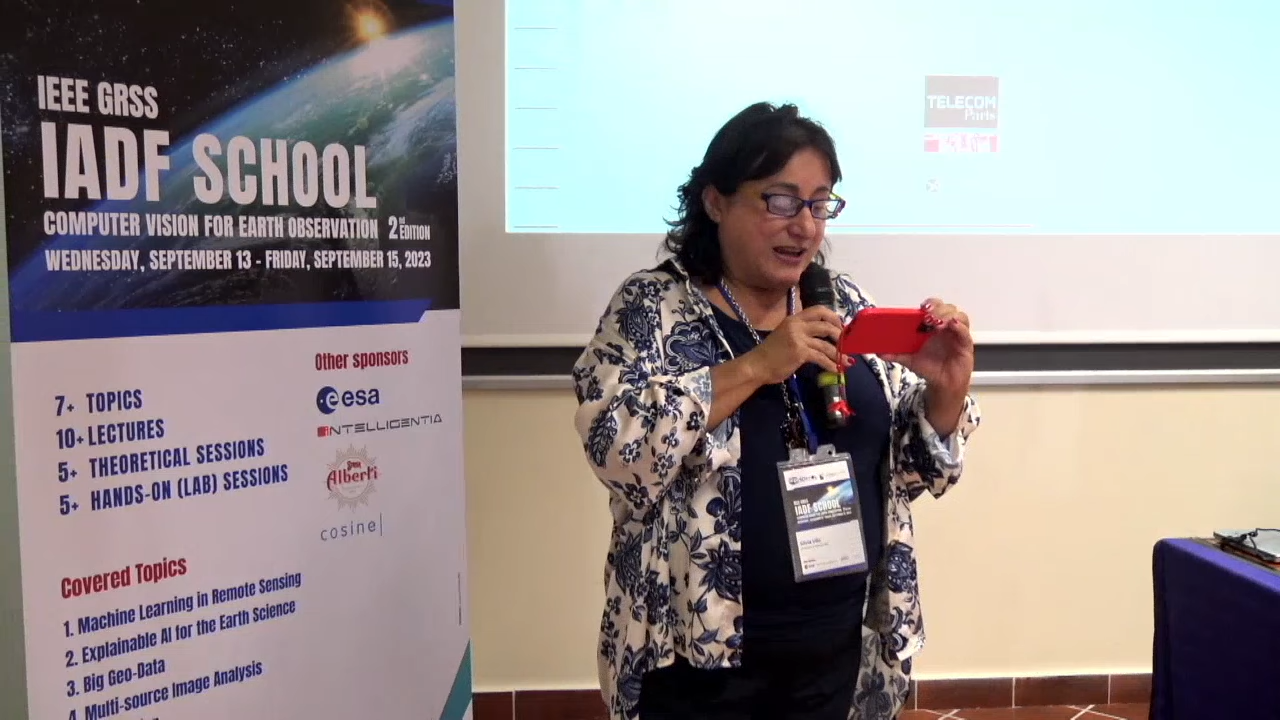 IEEE GRSS
IADF SCHOOL
COMPUTER VISION FOR EARTH OBSERVATION 2nd EDITION
WEDNESDAY, SEPTEMBER 13 - FRIDAY, SEPTEMBER 15, 2023
7+ TOPICS
10+ LECTURES
5+ THEORETICAL SESSIONS
5+ HANDS-ON (LAB) SESSIONS
Other sponsors
esa
INTELLIGENTIA
Alberti
cosine
Covered Topics
1. Machine Learning in Remote Sensing
2. Explainable AI for the Earth Science
3. Big Geo-Data
4. Multi-source Image Analysis
TELECOM
Paris
IADF SCHOOL